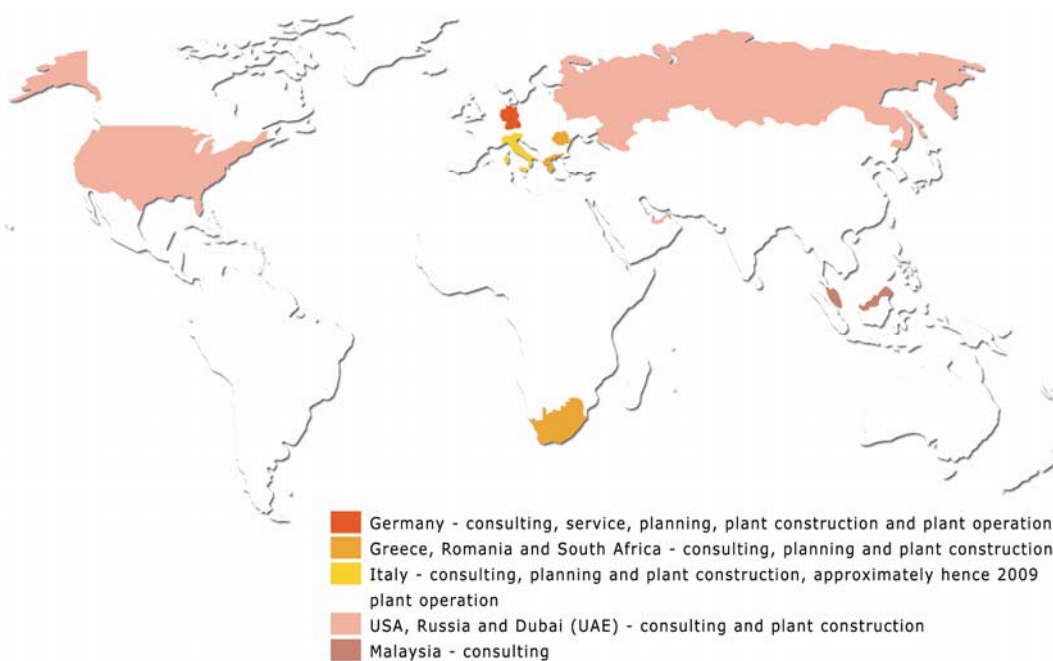 Germany - consulting, service, planning, plant construction and plant operation
Greece, Romania and South Africa - consulting, planning and plant construction
Italy - consulting, planning and plant construction, approximately hence 2009
plant operation
USA, Russia and Dubai (UAE) - consulting and plant construction
Malaysia - consulting